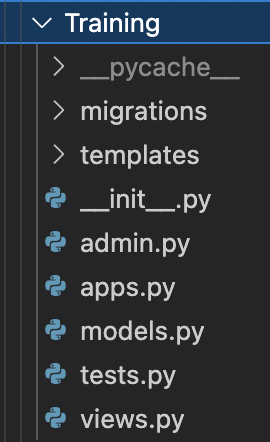 Training
__pycache__
migrations
templates
__init__.py
admin.py
apps.py
models.py
tests.py
views.py